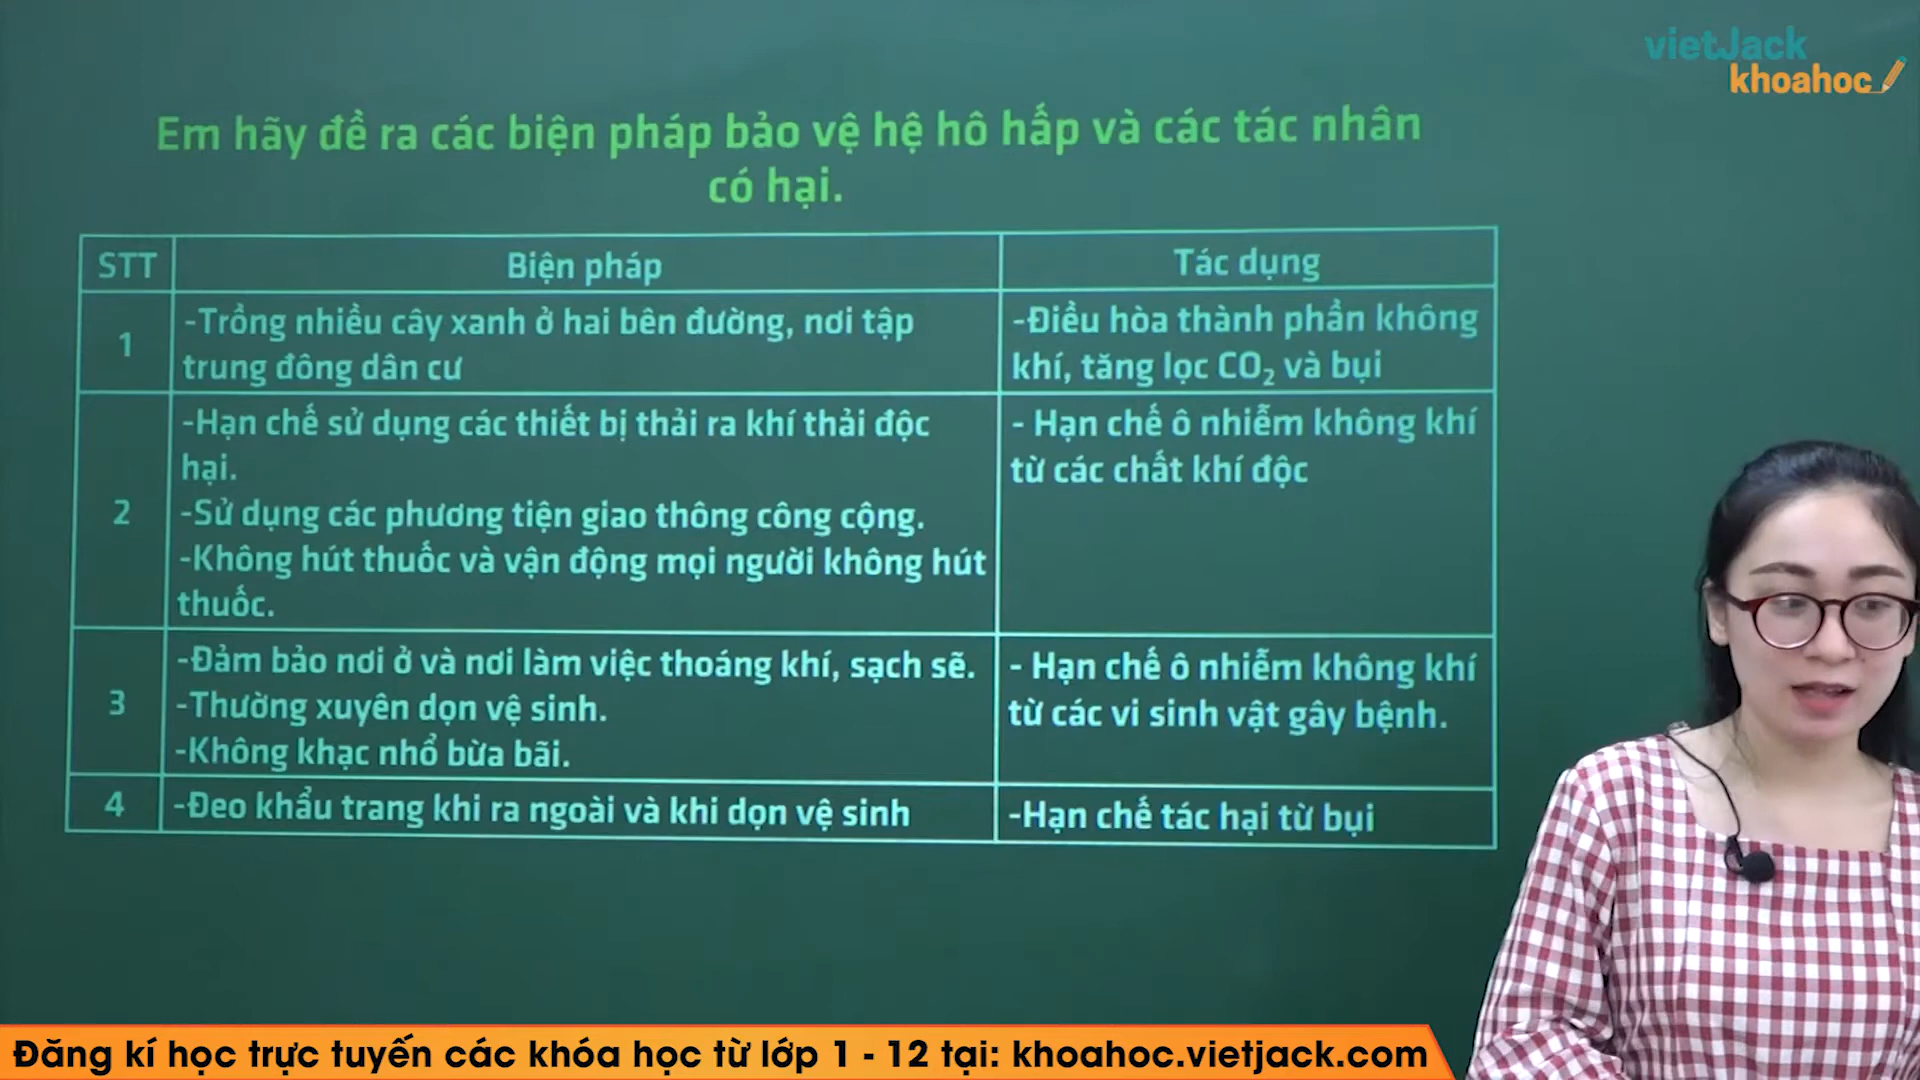 vietJack
khoahoc
Em hãy đề ra các biện pháp bảo vệ hệ hô hấp và các tác nhân
có hại.
STT
Biện pháp
Tác dụng
1
-Trồng nhiều cây xanh ở hai bên đường, nơi tập
trung đông dân cư
-Điều hòa thành phần không
khí, tăng lọc CO₂ và bụi
2
-Hạn chế sử dụng các thiết bị thải ra khí thải độc
hại.
-Sử dụng các phương tiện giao thông công cộng.
-Không hút thuốc và vận động mọi người không hút
thuốc.
- Hạn chế ô nhiễm không khí
từ các chất khí độc
3
-Đảm bảo nơi ở và nơi làm việc thoáng khí, sạch sẽ.
-Thường xuyên dọn vệ sinh.
-Không khạc nhổ bừa bãi.
- Hạn chế ô nhiễm không khí
từ các vi sinh vật gây bệnh.
4
-Đeo khẩu trang khi ra ngoài và khi dọn vệ sinh
-Hạn chế tác hại từ bụi
Đăng kí học trực tuyến các khóa học từ lớp 1 - 12 tại: khoahoc.vietjack.com